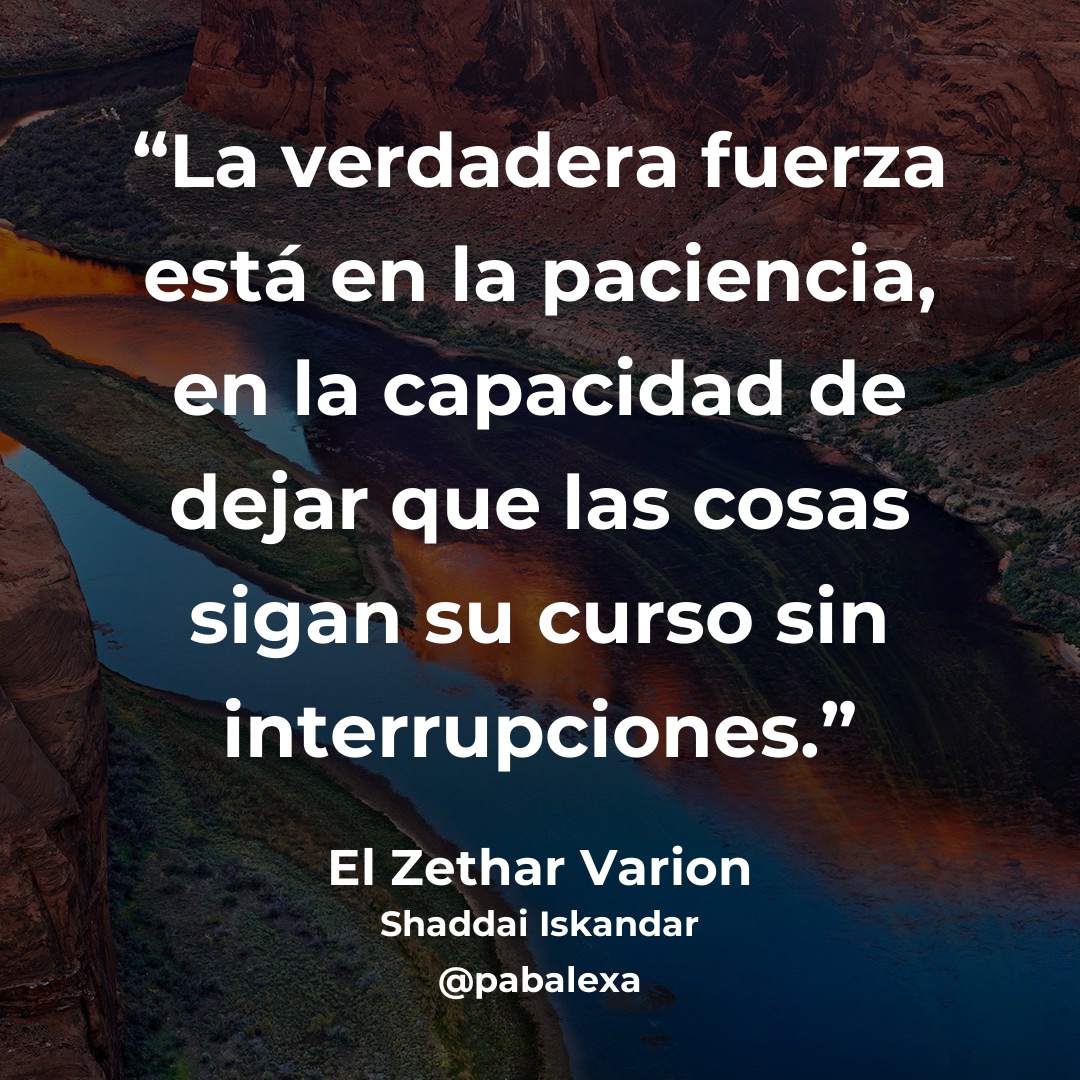 “La verdadera fuerza
está en la paciencia,
en la capacidad de
dejar que las cosas
sigan su curso sin
interrupciones.”
El Zethar Varion
Shaddai Iskandar
@pabalexa